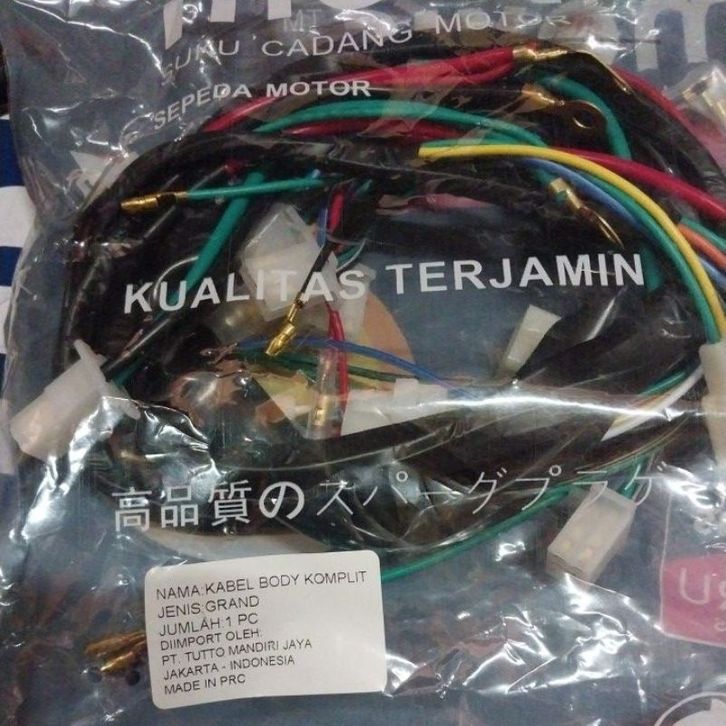 SUKU CADANG MOTOR
SEPEDA MOTOR
KUALITAS TERJAMIN
高品質のスパーグプラグ
NAMA:KABEL BODY KOMPLIT
JENIS:GRAND
JUMLAH:1 PC
DIIMPORT OLEH:
PT. TUTTO MANDIRI JAYA
JAKARTA - INDONESIA
MADE IN PRC